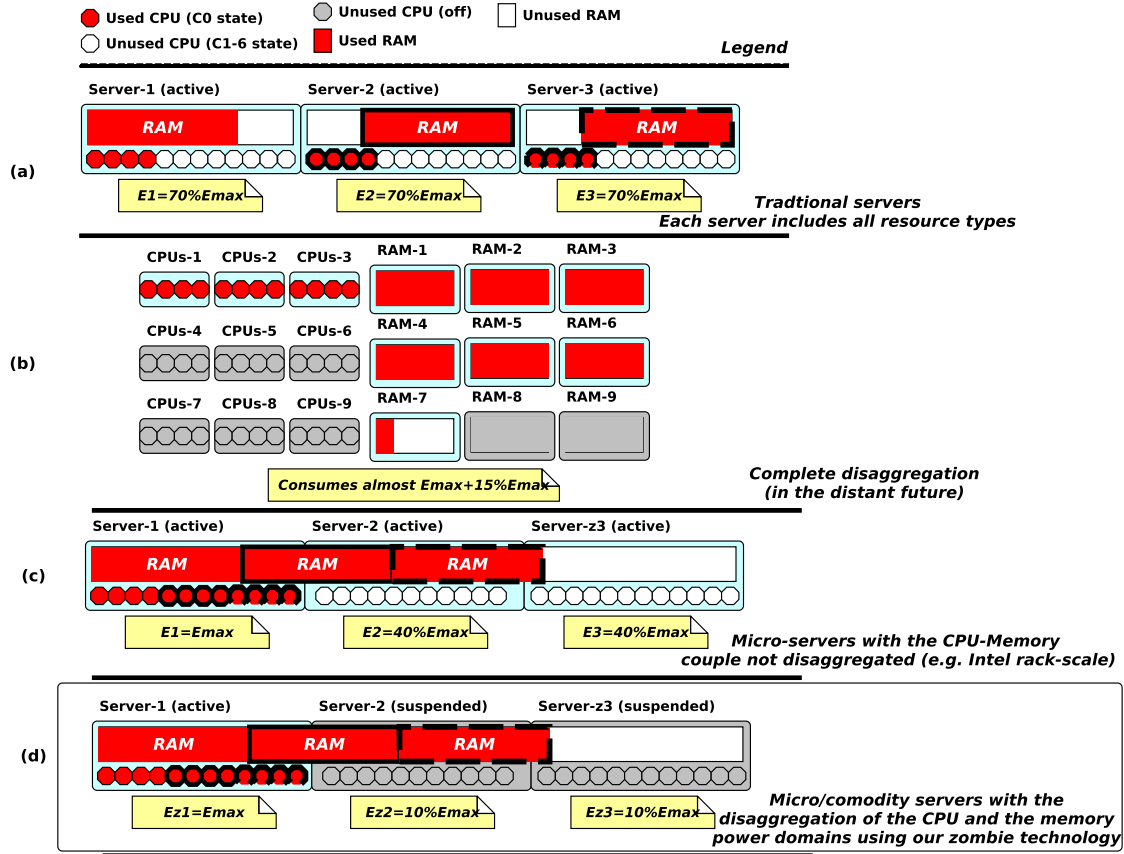 Used CPU (C0 state)
Unused CPU (off)
Unused RAM
Unused CPU (C1-6 state)
Used RAM
Legend
Server-1 (active)
Server-2 (active)
Server-3 (active)
RAM
RAM
RAM
(a)
E1=70%Emax
E2=70%Emax
E3=70%Emax
Tradtional servers
Each server includes all resource types
CPUs-1
CPUs-2
CPUs-3
RAM-1
RAM-2
RAM-3
CPUs-4
CPUs-5
CPUs-6
RAM-4
RAM-5
RAM-6
(b)
CPUs-7
CPUs-8
CPUs-9
RAM-7
RAM-8
RAM-9
Consumes almost Emax+15%Emax
Complete disaggregation
(in the distant future)
Server-1 (active)
Server-2 (active)
Server-z3 (active)
RAM
RAM
RAM
(c)
E1=Emax
E2=40%Emax
E3=40%Emax
Micro-servers with the CPU-Memory
couple not disaggregated (e.g. Intel rack-scale)
Server-1 (active)
Server-2 (suspended)
Server-z3 (suspended)
RAM
RAM
RAM
(d)
Ez1=Emax
Ez2=10%Emax
Ez3=10%Emax
Micro/comodity servers with the
disaggregation of the CPU and the memory
power domains using our zombie technology